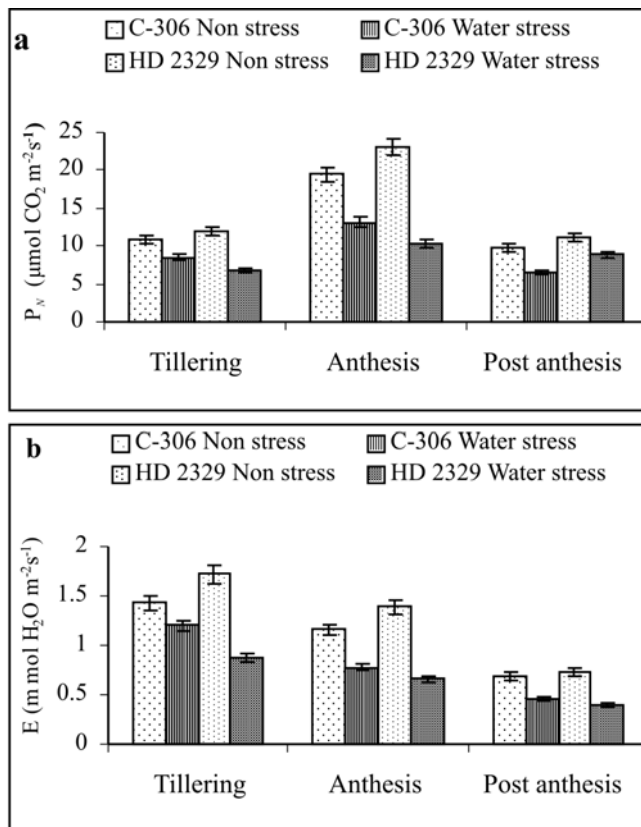 a
C-306 Non stress C-306 Water stress
HD 2329 Non stress HD 2329 Water stress
P_N (μmol CO₂ m⁻²s⁻¹)
25
20
15
10
5
0
Tillering Anthesis Post anthesis
b
C-306 Non stress C-306 Water stress
HD 2329 Non stress HD 2329 Water stress
E (m mol H₂O m⁻²s⁻¹)
2
1.5
1
0.5
0
Tillering Anthesis Post anthesis